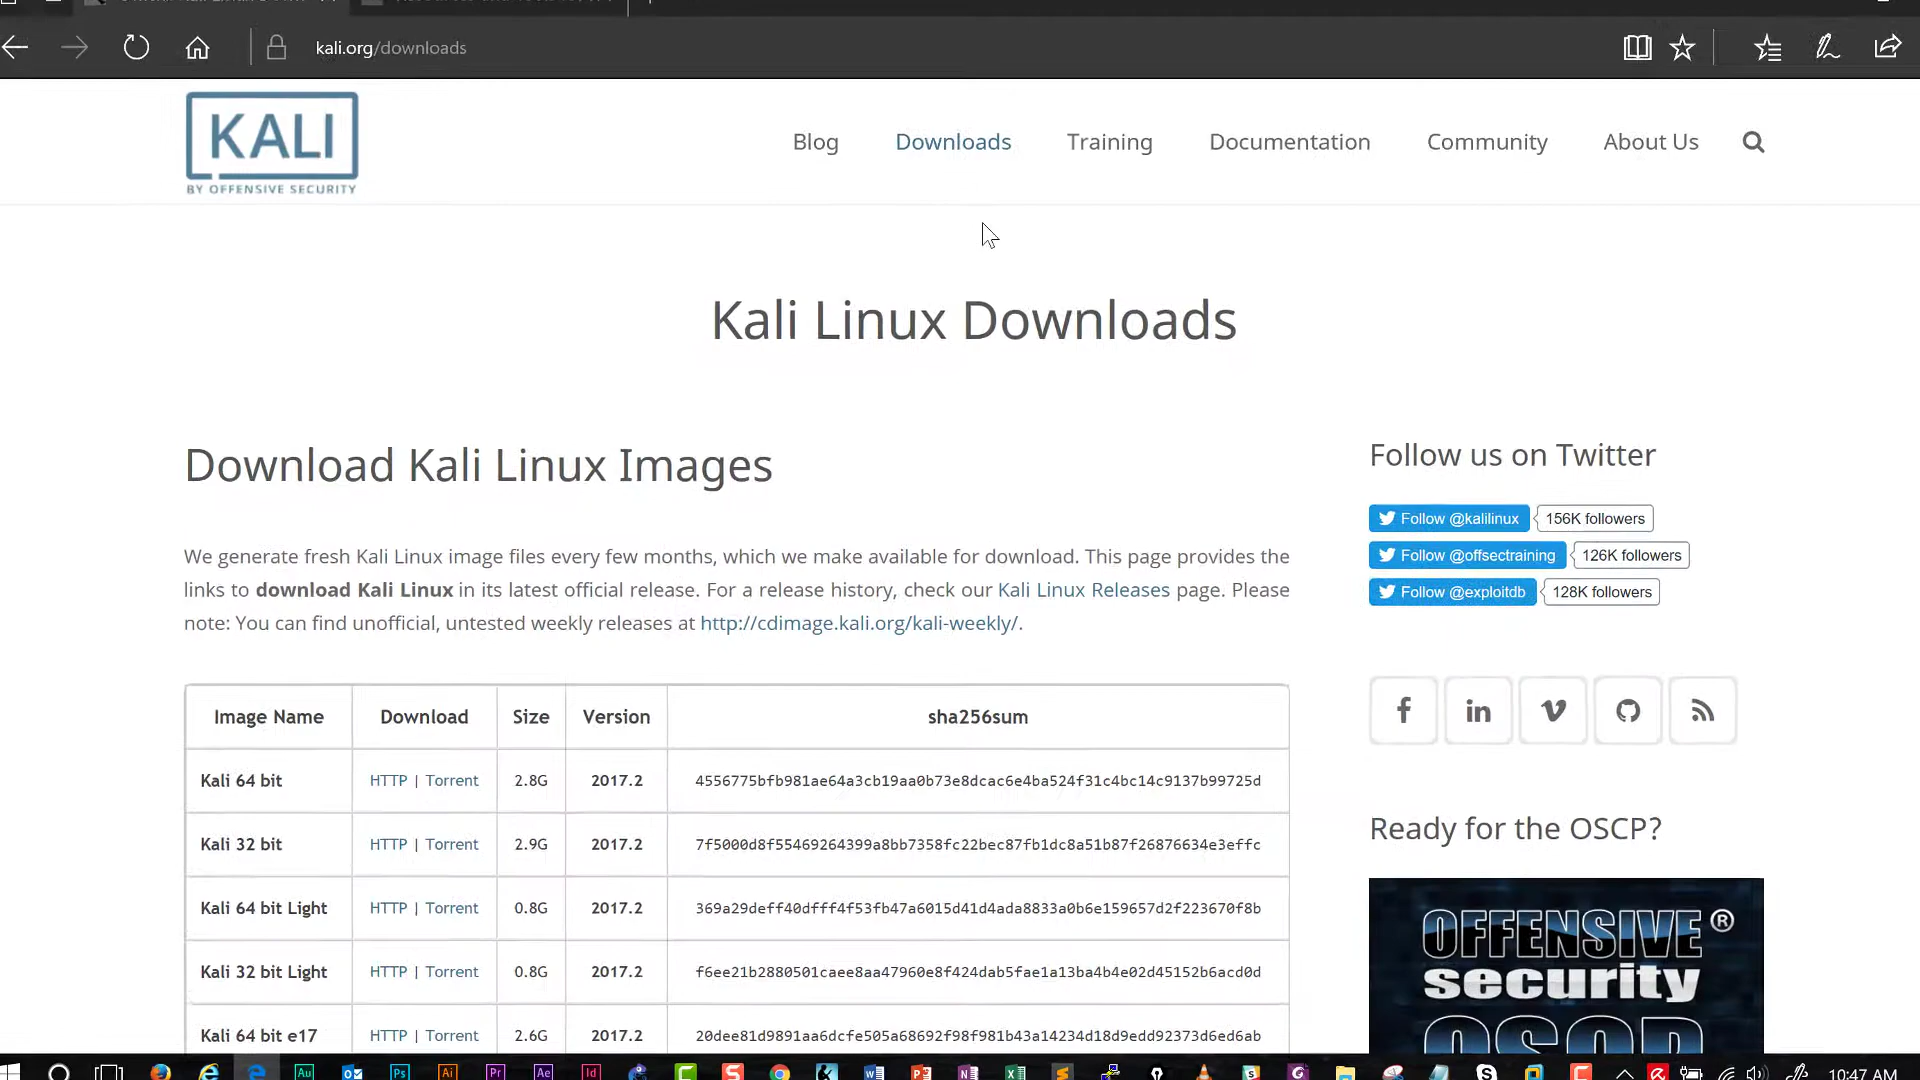 kali.org/downloads
KALI
BY OFFENSIVE SECURITY
Blog Downloads Training Documentation Community About Us
Kali Linux Downloads
Download Kali Linux Images
We generate fresh Kali Linux image files every few months, which we make available for download. This page provides the
links to download Kali Linux in its latest official release. For a release history, check our Kali Linux Releases page. Please
note: You can find unofficial, untested weekly releases at http://cdimage.kali.org/kali-weekly/.
Image Name Download Size Version sha256sum
Kali 64 bit HTTP | Torrent 2.8G 2017.2 4556775bfb981ae64a3cb19aa0b73e8dcac6e4ba524f31c4bc14c9137b99725d
Kali 32 bit HTTP | Torrent 2.9G 2017.2 7f5000d8f55469264399a8bb7358fc22bec87fb1dc8a51b87f26876634e3effc
Kali 64 bit Light HTTP | Torrent 0.8G 2017.2 369a29deff40dfff4f53fb47a6015d41d4ada8833a0b6e159657d2f223670f8b
Kali 32 bit Light HTTP | Torrent 0.8G 2017.2 f6ee21b2880501caee8aa47960e8f424dab5fae1a13ba4b4e02d45152b6acd0d
Kali 64 bit e17 HTTP | Torrent 2.6G 2017.2 20dee81d9891aa6dcfe505a68692f98f981b43a14234d18d9edd92373d6ed6ab
Follow us on Twitter
Follow @kalilinux 156K followers
Follow @offsectraining 126K followers
Follow @exploitdb 128K followers
Ready for the OSCP?
OFFENSIVE ®
security
OSCP
10:47 AM